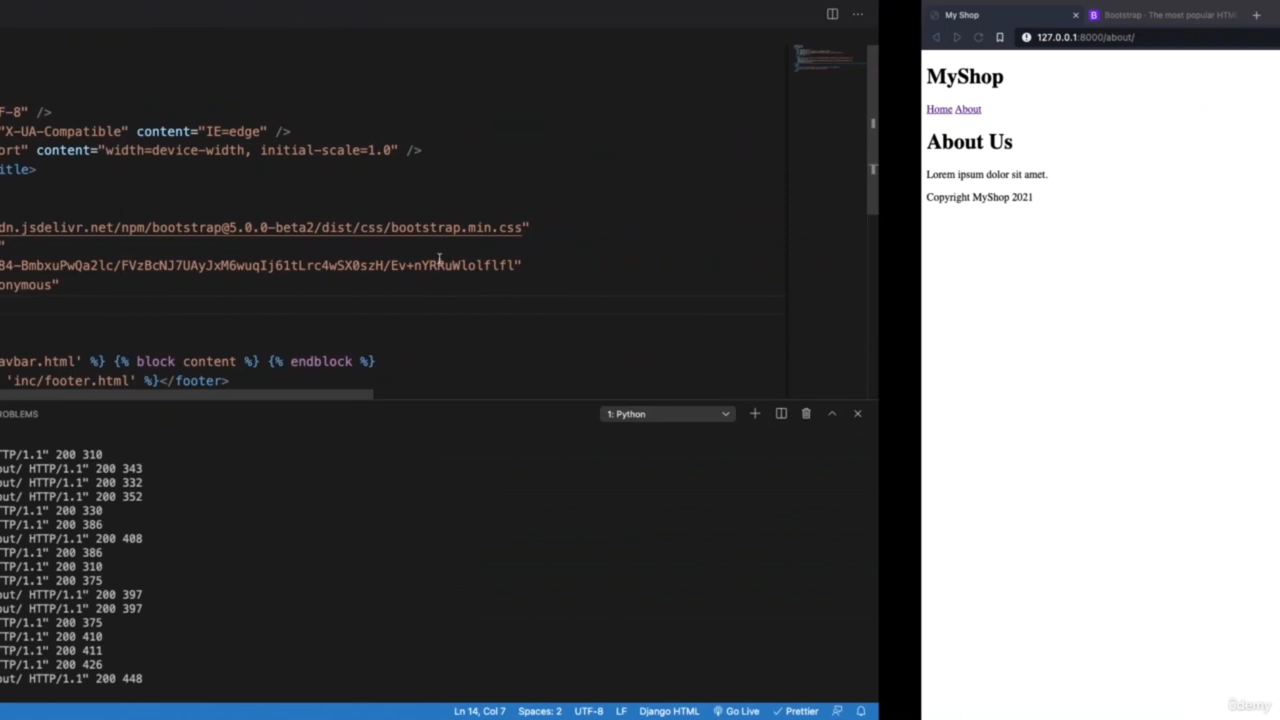 F-8" />
"X-UA-Compatible" content="IE=edge" />
ort" content="width=device-width, initial-scale=1.0" />
itle>
dn.jsdelivr.net/npm/bootstrap@5.0.0-beta2/dist/css/bootstrap.min.css"
"
84-BmbxuPwQa2lc/FVzBcNJ7UAyJxM6wuqIj61tLrc4wSX0szH/Ev+nYRRuWlolflfl"
onymous"
avbar.html' %} {% block content %} {% endblock %}
'inc/footer.html' %}</footer>
ROBLEMS
1: Python
TTP/1.1" 200 310
out/ HTTP/1.1" 200 343
out/ HTTP/1.1" 200 332
out/ HTTP/1.1" 200 352
TTP/1.1" 200 330
TTP/1.1" 200 386
out/ HTTP/1.1" 200 408
TTP/1.1" 200 386
TTP/1.1" 200 310
TTP/1.1" 200 375
out/ HTTP/1.1" 200 397
out/ HTTP/1.1" 200 397
TTP/1.1" 200 375
TTP/1.1" 200 410
TTP/1.1" 200 411
TTP/1.1" 200 426
out/ HTTP/1.1" 200 448
Ln 14, Col 7 Spaces: 2 UTF-8 LF Django HTML Go Live Prettier
My Shop
B Bootstrap - The most popular HTML
127.0.0.1:8000/about/
MyShop
Home About
About Us
Lorem ipsum dolor sit amet.
Copyright MyShop 2021
ûdemy